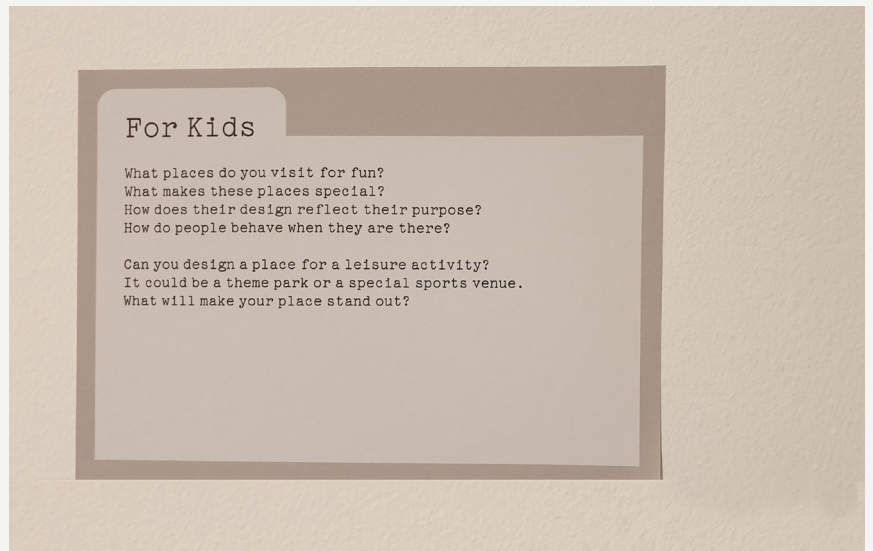 For Kids
What places do you visit for fun?
What makes these places special?
How does their design reflect their purpose?
How do people behave when they are there?
Can you design a place for a leisure activity?
It could be a theme park or a special sports venue.
What will make your place stand out?